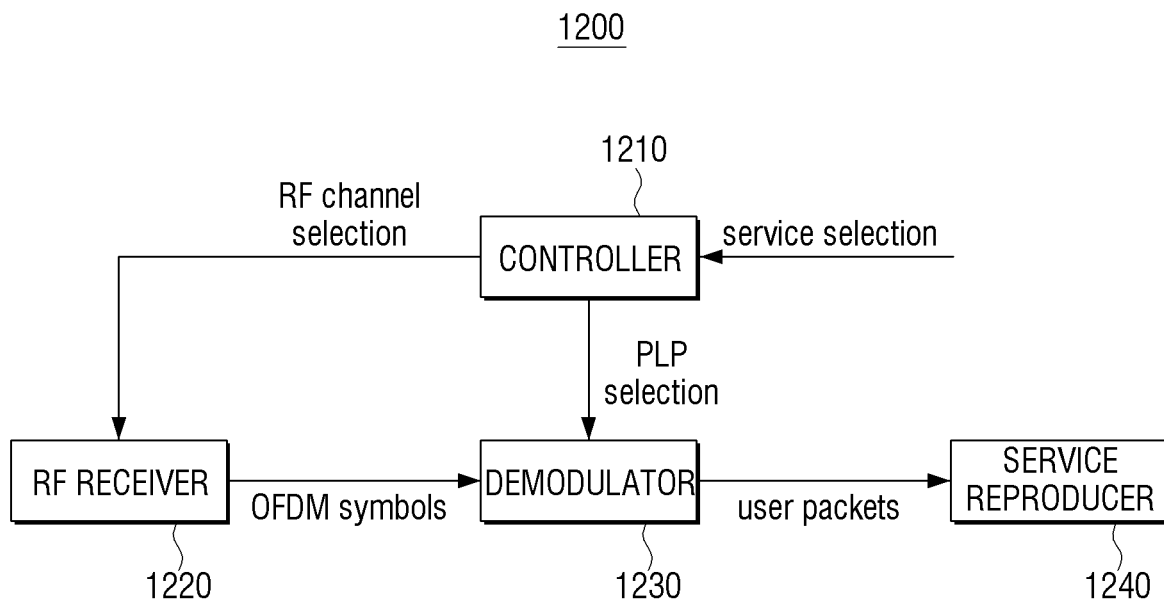 1200
1210
RF channel
selection
CONTROLLER
service selection
PLP
selection
RF RECEIVER
OFDM symbols
DEMODULATOR
user packets
SERVICE
REPRODUCER
1220
1230
1240